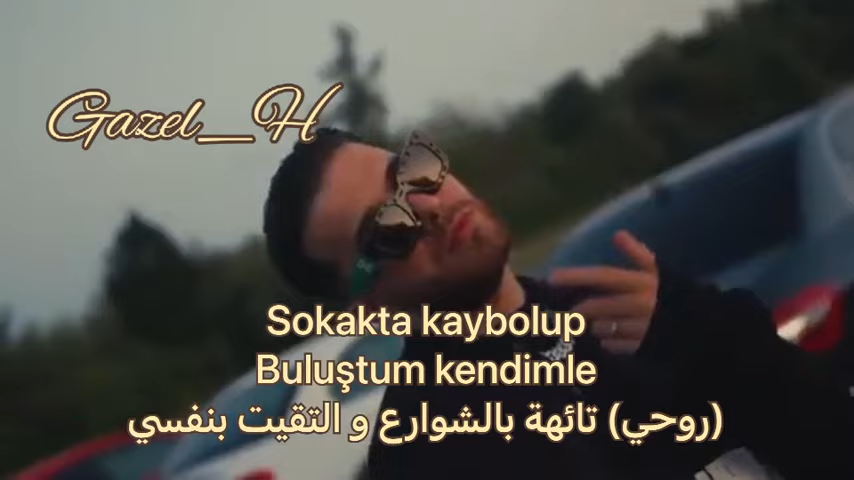 Gazel_H
Sokakta kaybolup
Buluştum kendimle
(روحي) تائهة بالشوارع و التقيت بنفسي